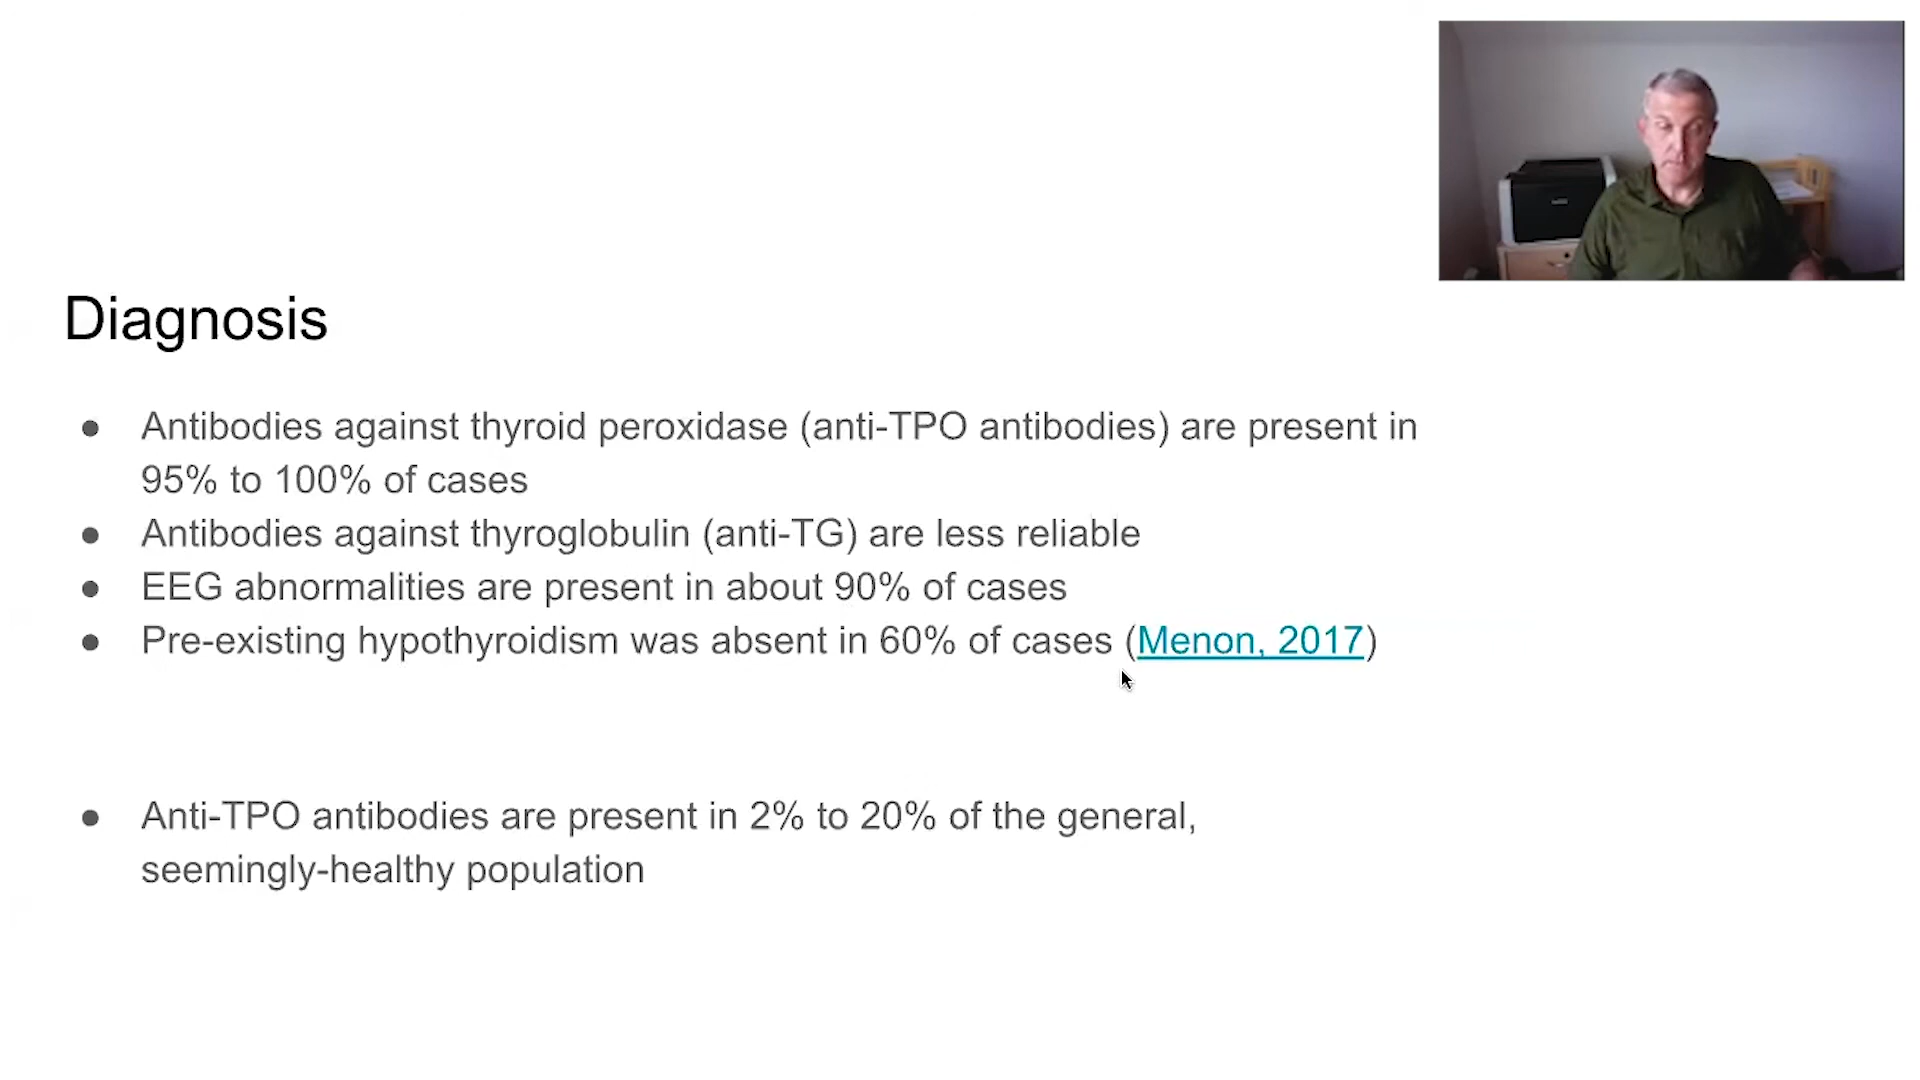 Diagnosis
● Antibodies against thyroid peroxidase (anti-TPO antibodies) are present in
95% to 100% of cases
● Antibodies against thyroglobulin (anti-TG) are less reliable
● EEG abnormalities are present in about 90% of cases
● Pre-existing hypothyroidism was absent in 60% of cases (Menon, 2017)
● Anti-TPO antibodies are present in 2% to 20% of the general,
seemingly-healthy population